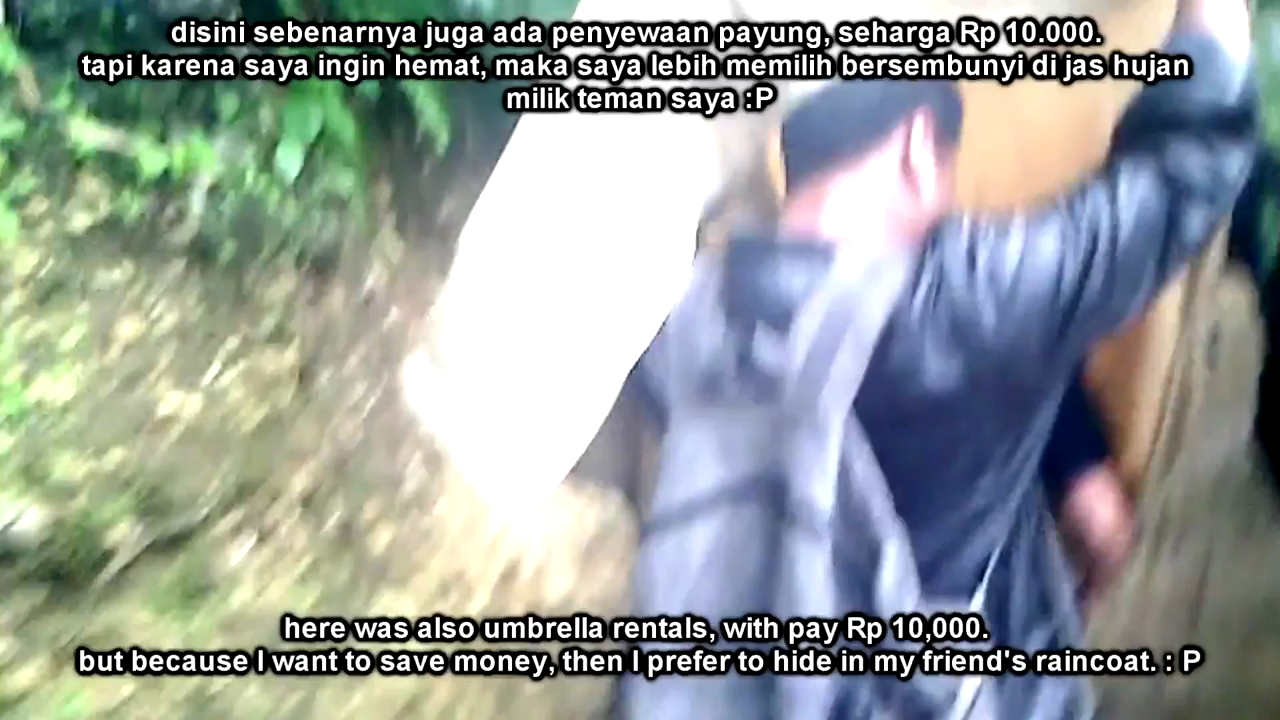 disini sebenarnya juga ada penyewaan payung, seharga Rp 10.000.
tapi karena saya ingin hemat, maka saya lebih memilih bersembunyi di jas hujan
milik teman saya :P
here was also umbrella rentals, with pay Rp 10,000.
but because I want to save money, then I prefer to hide in my friend's raincoat. : P